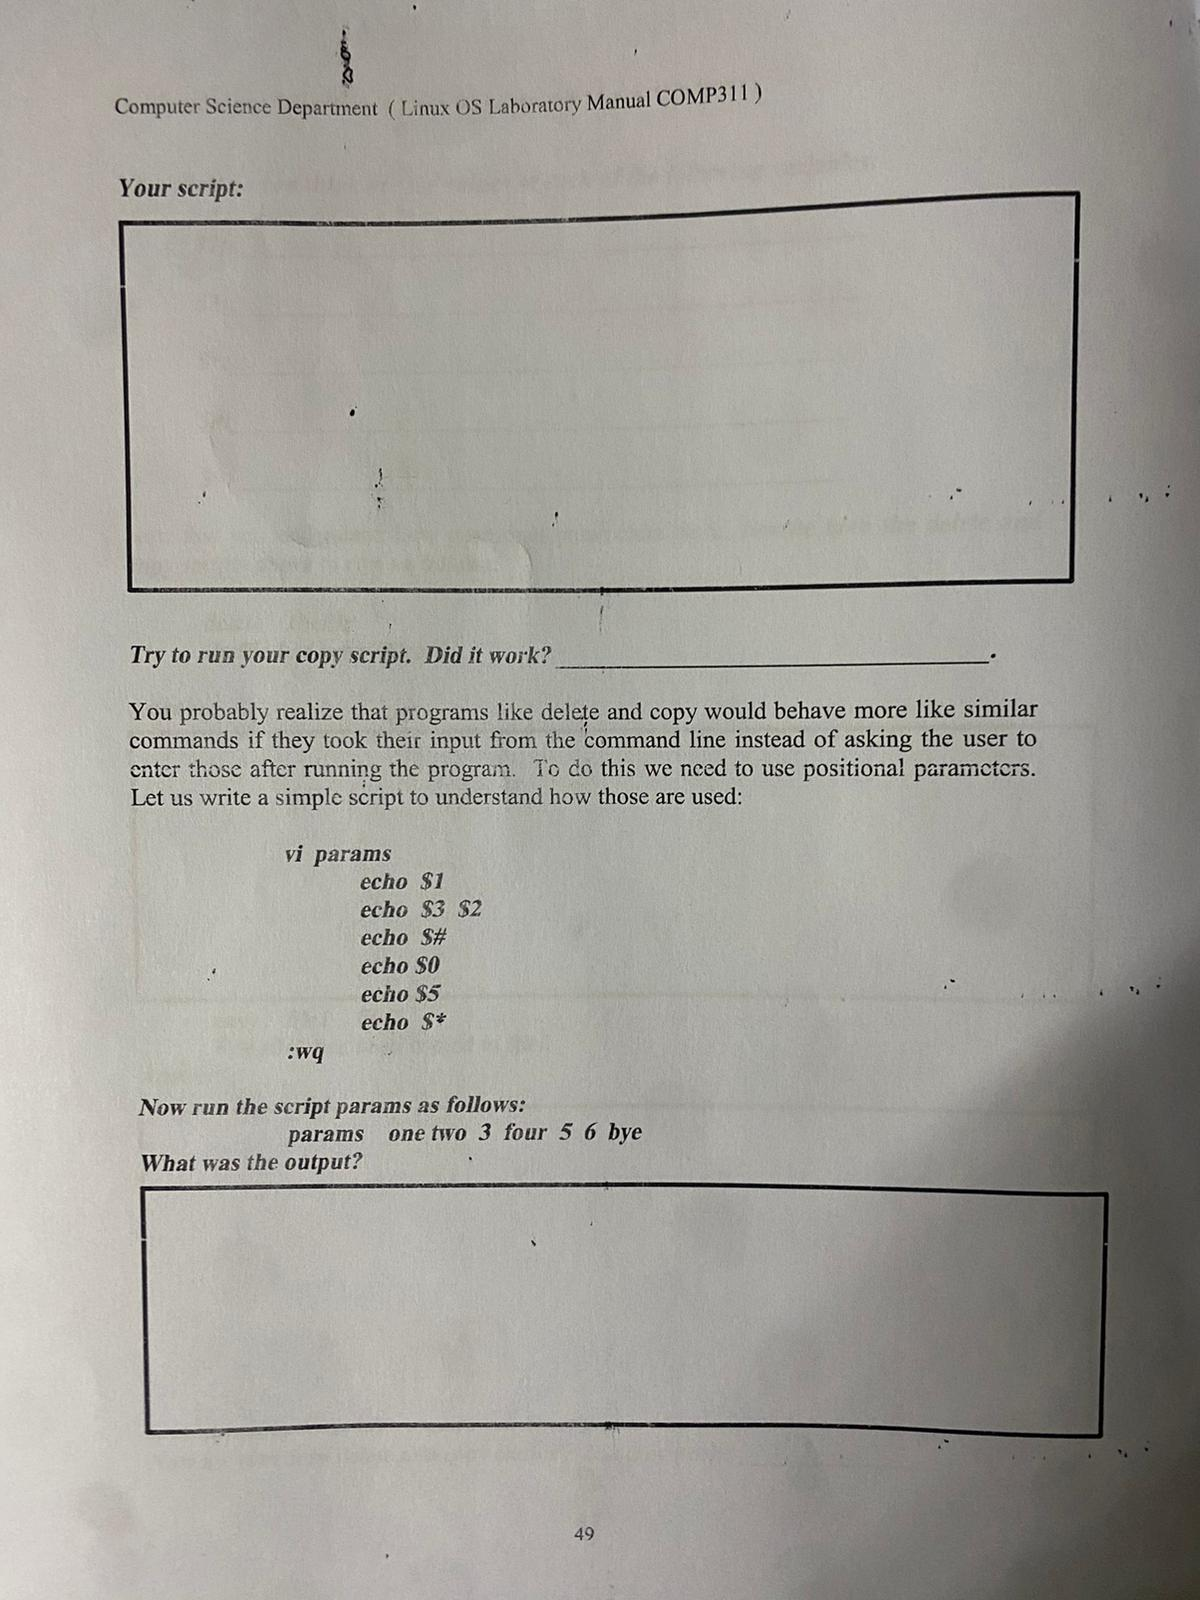 Computer Science Department ( Linux OS Laboratory Manual COMP311 )
Your script:
Try to run your copy script. Did it work? ____________________.
You probably realize that programs like delete and copy would behave more like similar
commands if they took their input from the command line instead of asking the user to
enter those after running the program. To do this we need to use positional parameters.
Let us write a simple script to understand how those are used:
vi params
echo $1
echo $3 $2
echo $#
echo $0
echo $5
echo $*
:wq
Now run the script params as follows:
params one two 3 four 5 6 bye
What was the output?
49